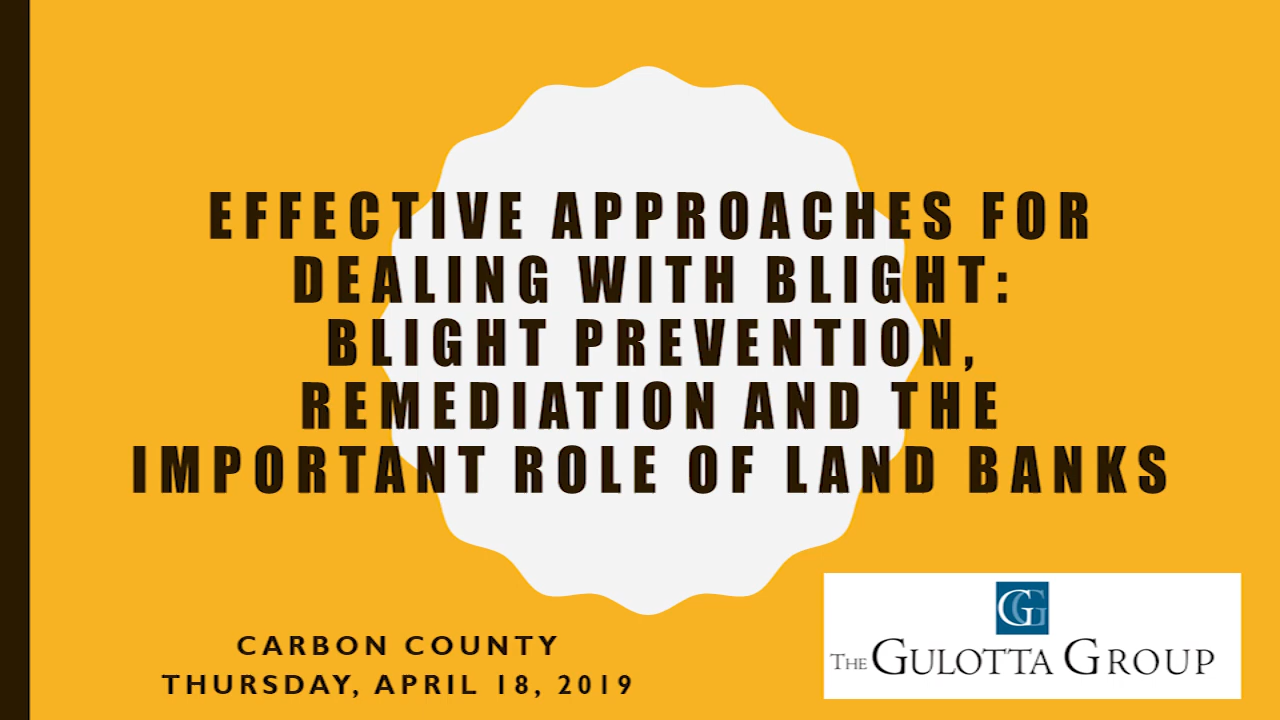 EFFECTIVE APPROACHES FOR
DEALING WITH BLIGHT:
BLIGHT PREVENTION,
REMEDIATION AND THE
IMPORTANT ROLE OF LAND BANKS
CARBON COUNTY
THURSDAY, APRIL 18, 2019
GG
THE GULOTTA GROUP